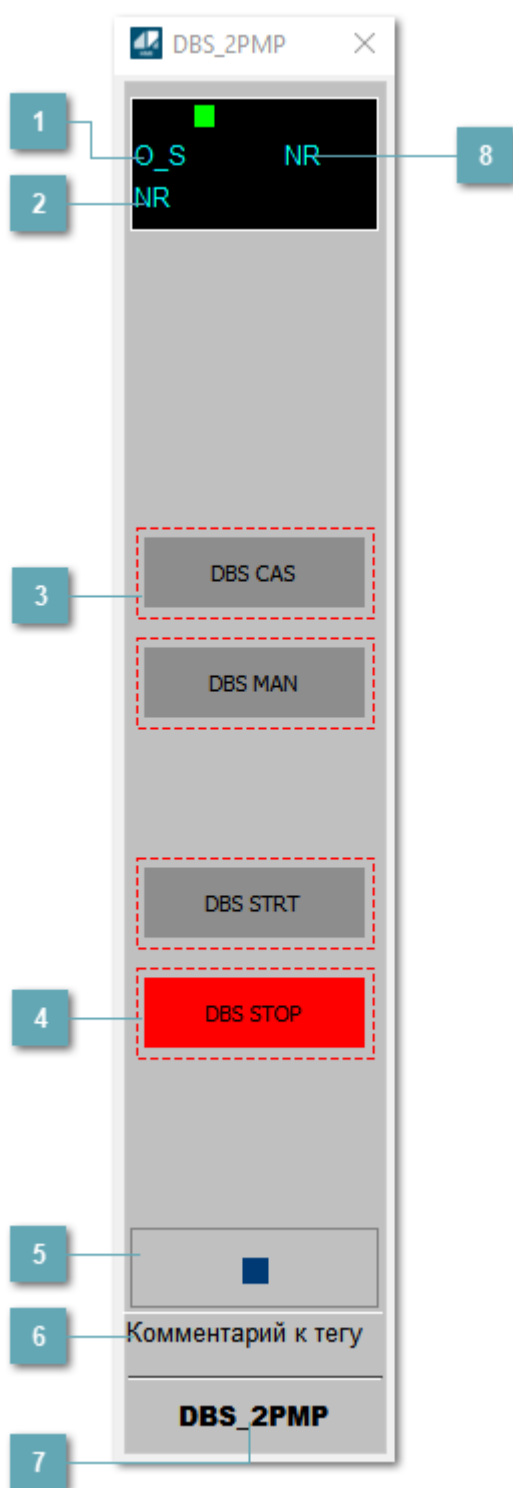 DBS_2PMP
1
O_S NR
8
2
NR
3
DBS CAS
DBS MAN
DBS STRT
4
DBS STOP
5
6
Комментарий к тегу
DBS_2PMP
7